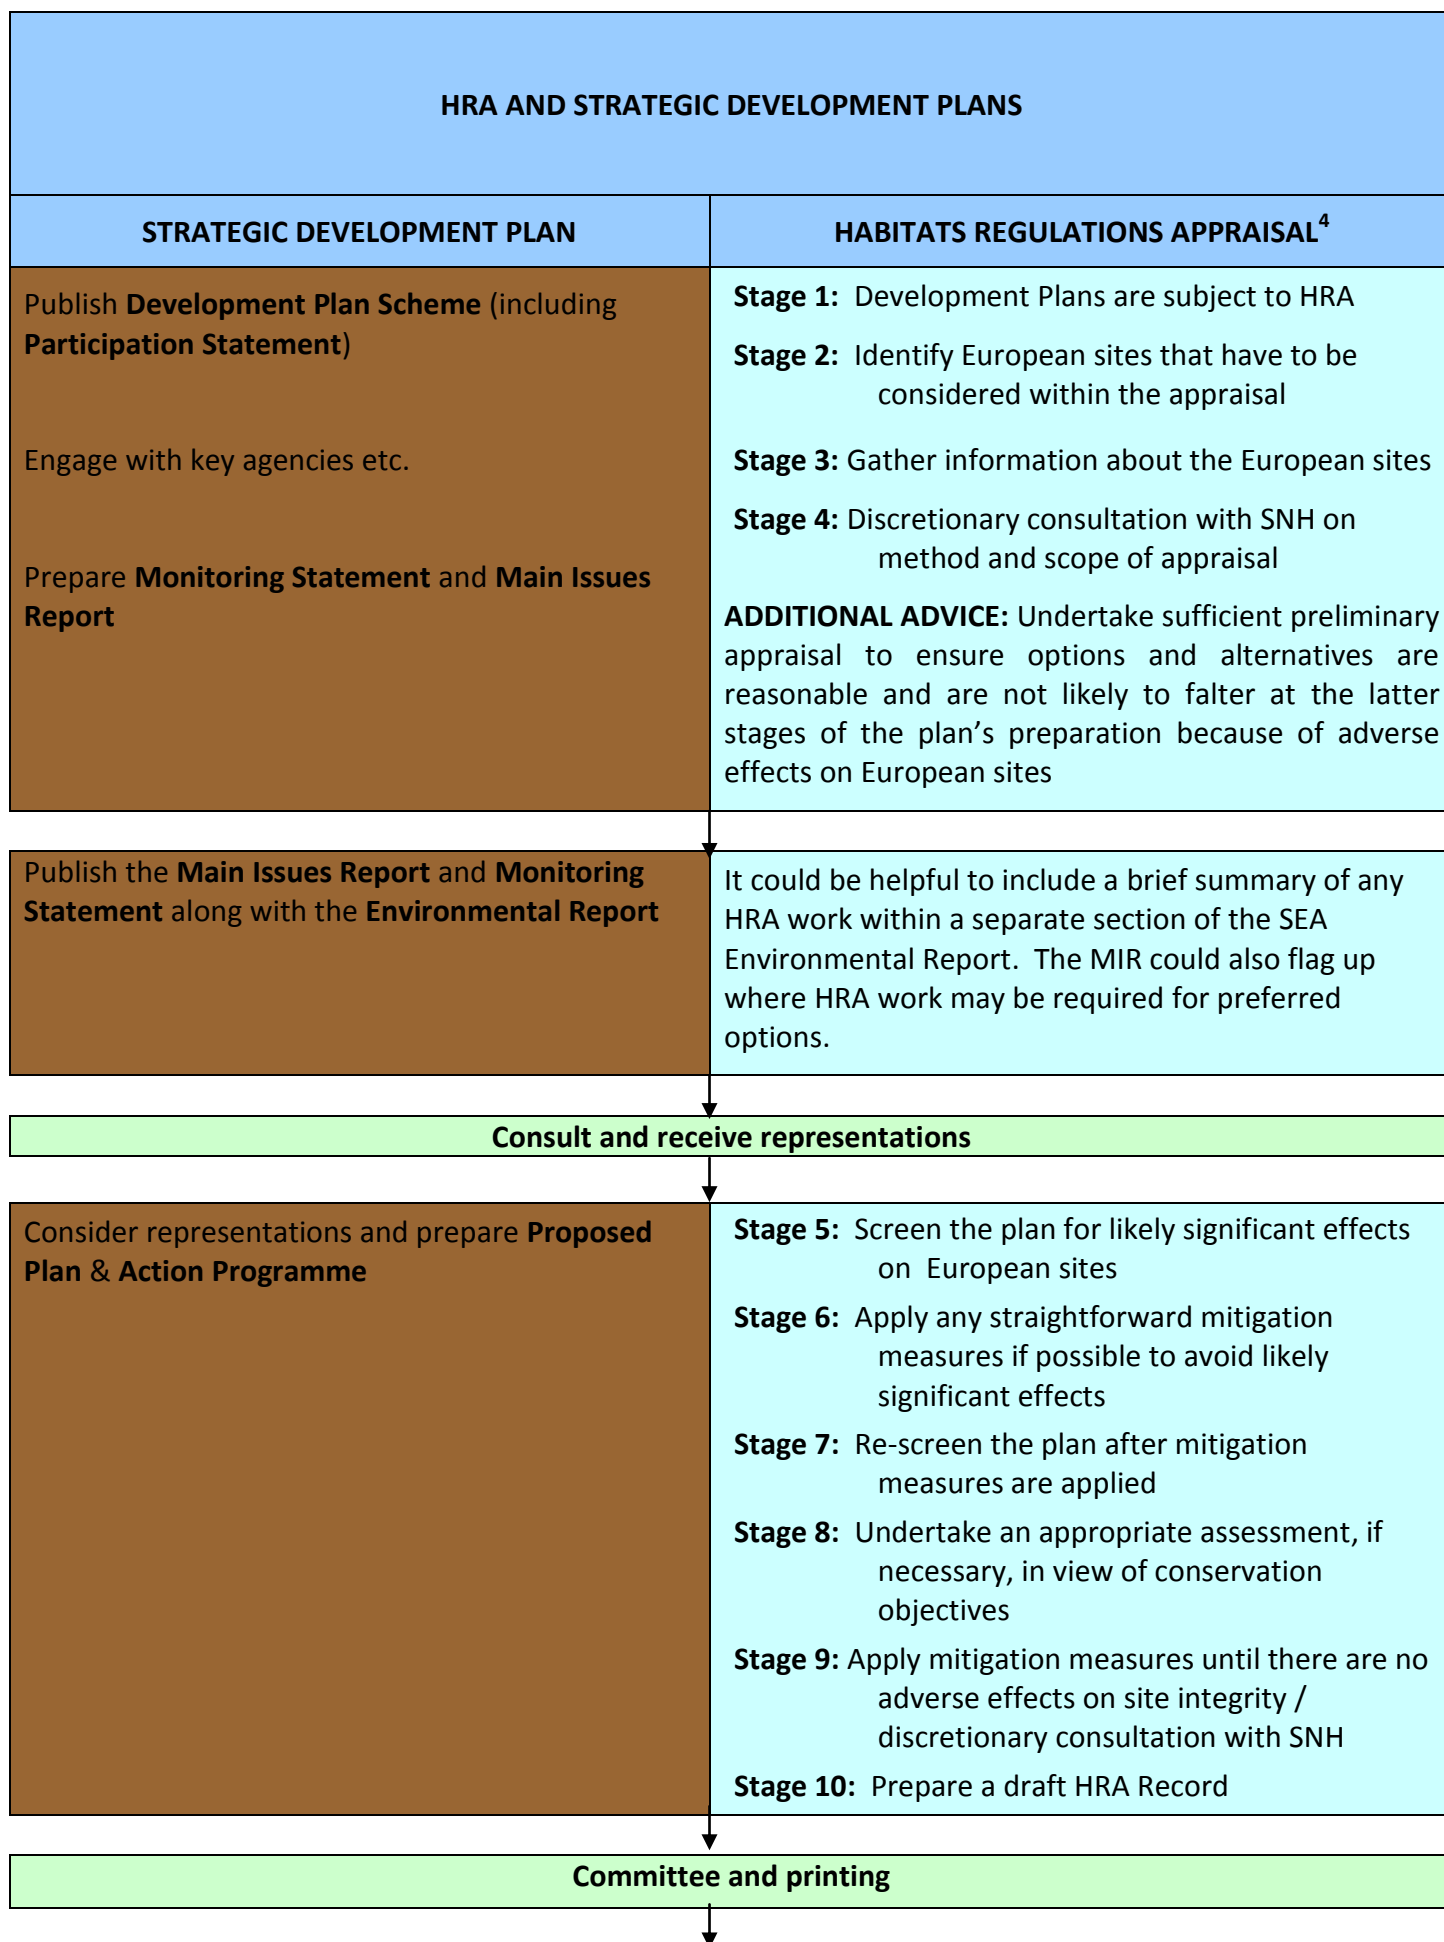 HRA AND STRATEGIC DEVELOPMENT PLANS
STRATEGIC DEVELOPMENT PLAN
HABITATS REGULATIONS APPRAISAL4
Publish Development Plan Scheme (including
Participation Statement)
Engage with key agencies etc.
Prepare Monitoring Statement and Main Issues
Report
Stage 1: Development Plans are subject to HRA
Stage 2: Identify European sites that have to be
considered within the appraisal
Stage 3: Gather information about the European sites
Stage 4: Discretionary consultation with SNH on
method and scope of appraisal
ADDITIONAL ADVICE: Undertake sufficient preliminary
appraisal to ensure options and alternatives are
reasonable and are not likely to falter at the latter
stages of the plan’s preparation because of adverse
effects on European sites
Publish the Main Issues Report and Monitoring
Statement along with the Environmental Report
It could be helpful to include a brief summary of any
HRA work within a separate section of the SEA
Environmental Report. The MIR could also flag up
where HRA work may be required for preferred
options.
Consult and receive representations
Consider representations and prepare Proposed
Plan & Action Programme
Stage 5: Screen the plan for likely significant effects
on European sites
Stage 6: Apply any straightforward mitigation
measures if possible to avoid likely
significant effects
Stage 7: Re-screen the plan after mitigation
measures are applied
Stage 8: Undertake an appropriate assessment, if
necessary, in view of conservation
objectives
Stage 9: Apply mitigation measures until there are no
adverse effects on site integrity /
discretionary consultation with SNH
Stage 10: Prepare a draft HRA Record
Committee and printing